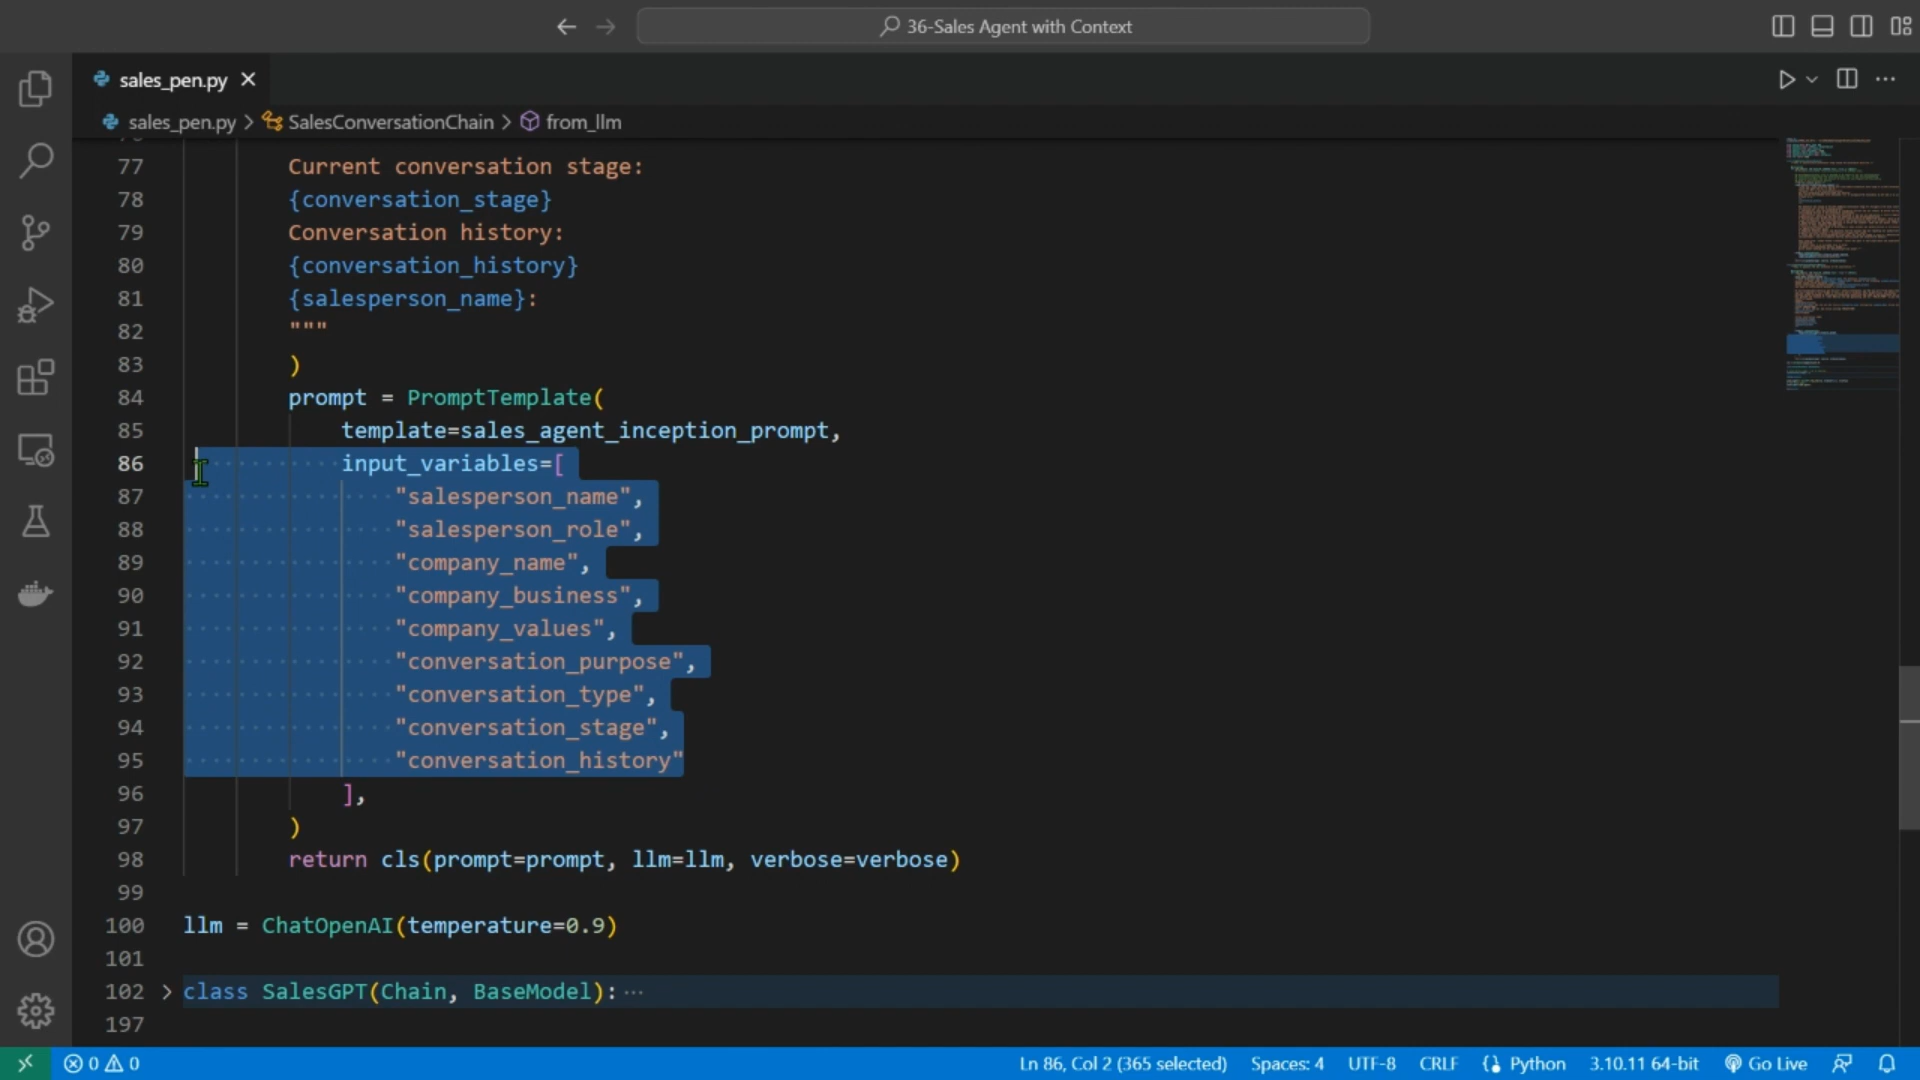 36-Sales Agent with Context
sales_pen.py
sales_pen.py > SalesConversationChain > from_llm
77 Current conversation stage:
78 {conversation_stage}
79 Conversation history:
80 {conversation_history}
81 {salesperson_name}:
82 """
83 )
84 prompt = PromptTemplate(
85 template=sales_agent_inception_prompt,
86 input_variables=[
87 "salesperson_name",
88 "salesperson_role",
89 "company_name",
90 "company_business",
91 "company_values",
92 "conversation_purpose",
93 "conversation_type",
94 "conversation_stage",
95 "conversation_history"
96 ],
97 )
98 return cls(prompt=prompt, llm=llm, verbose=verbose)
99
100 llm = ChatOpenAI(temperature=0.9)
101
102 > class SalesGPT(Chain, BaseModel): ···
197
0 0 Ln 86, Col 2 (365 selected) Spaces: 4 UTF-8 CRLF Python 3.10.11 64-bit Go Live